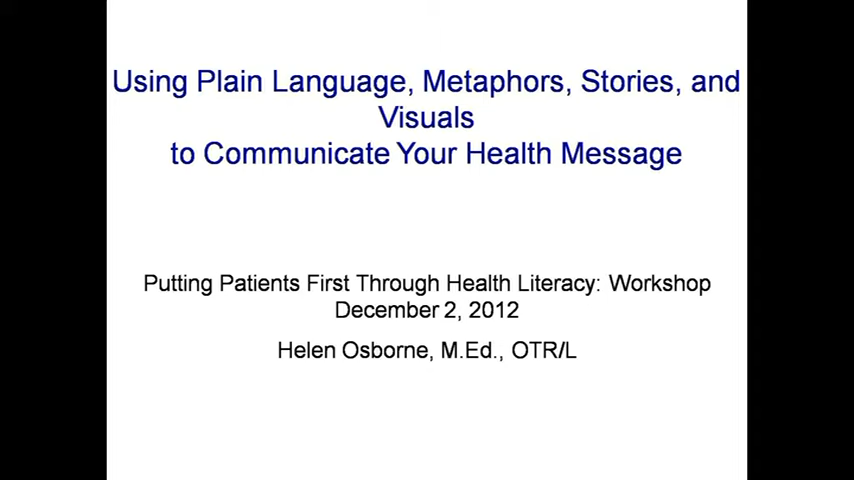 Using Plain Language, Metaphors, Stories, and
Visuals
to Communicate Your Health Message
Putting Patients First Through Health Literacy: Workshop
December 2, 2012
Helen Osborne, M.Ed., OTR/L